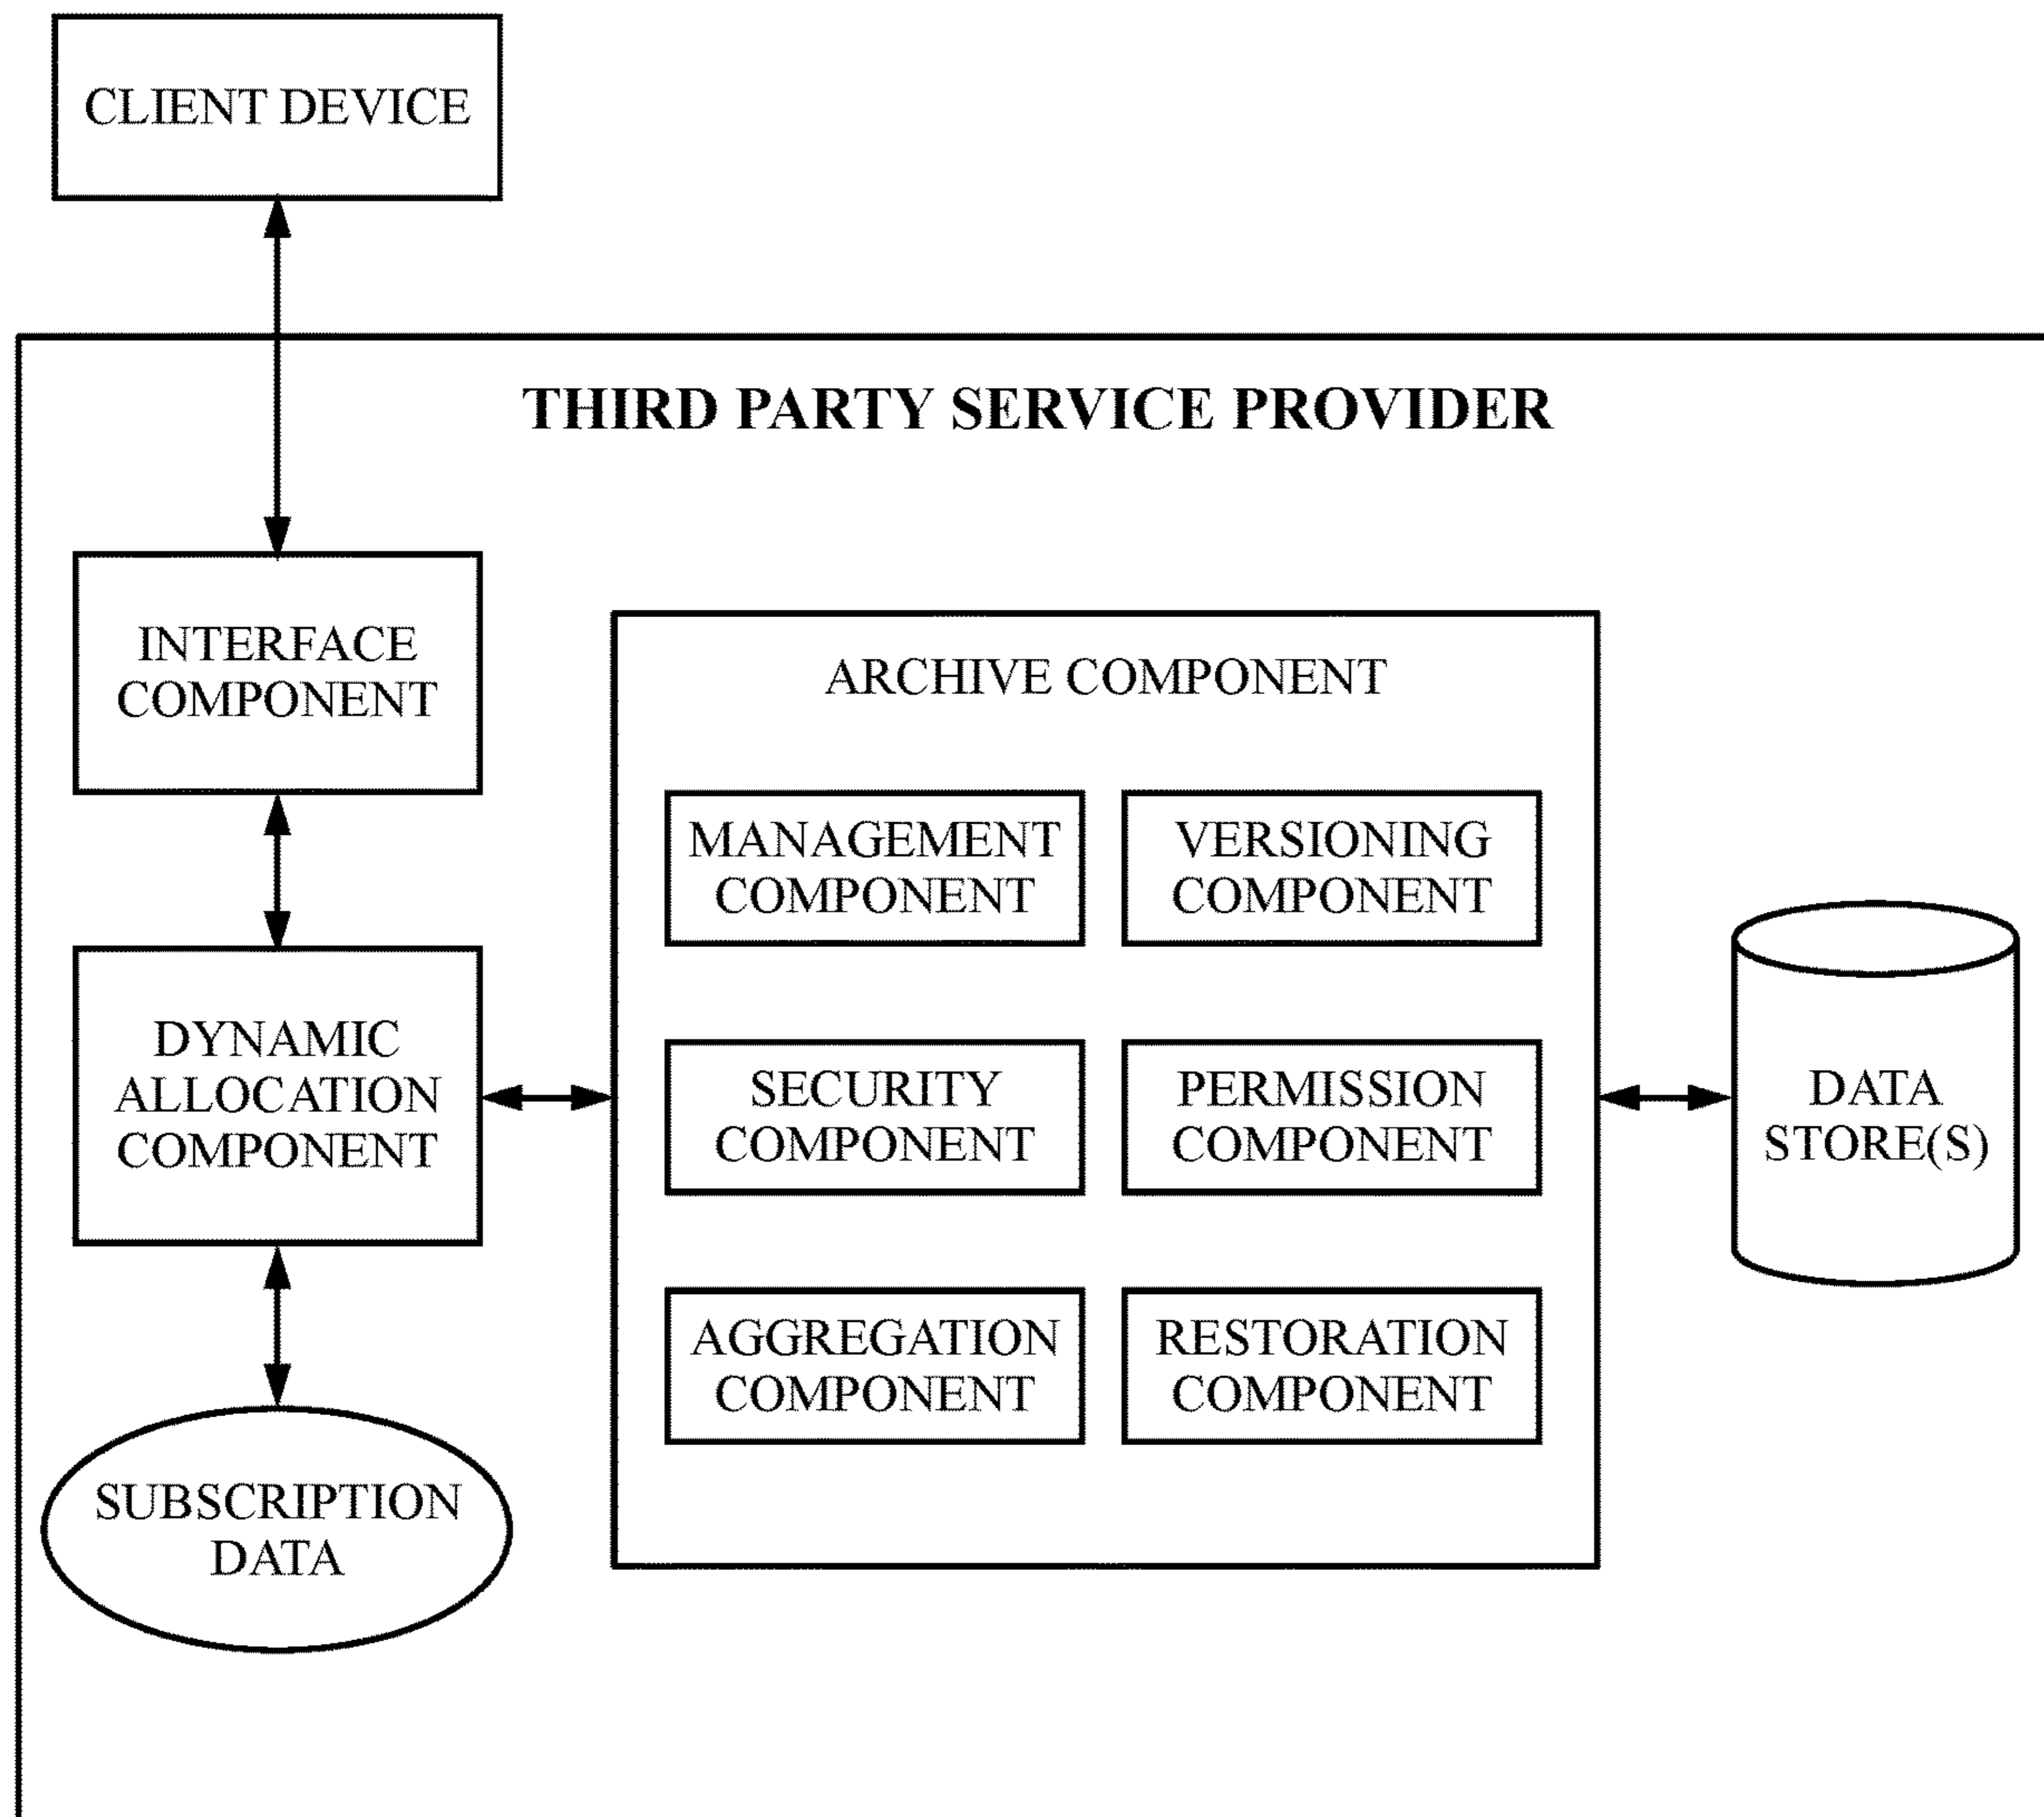 CLIENT DEVICE
THIRD PARTY SERVICE PROVIDER
INTERFACE
COMPONENT
DYNAMIC
ALLOCATION
COMPONENT
SUBSCRIPTION
DATA
ARCHIVE COMPONENT
MANAGEMENT
COMPONENT
VERSIONING
COMPONENT
SECURITY
COMPONENT
PERMISSION
COMPONENT
AGGREGATION
COMPONENT
RESTORATION
COMPONENT
DATA
STORE(S)